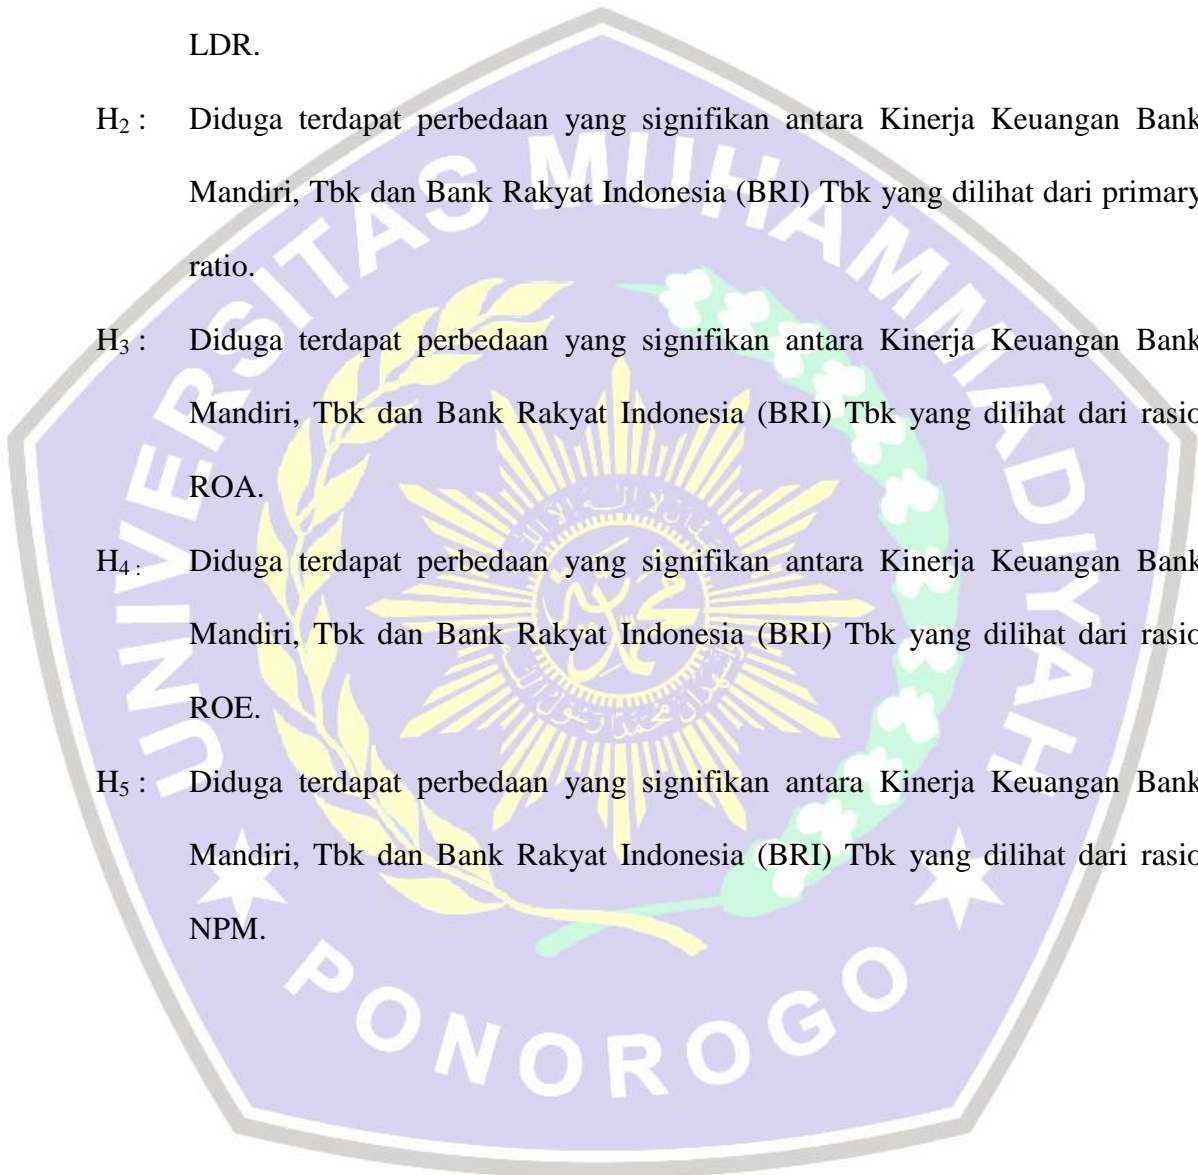 LDR.
H2 : Diduga terdapat perbedaan yang signifikan antara Kinerja Keuangan Bank
Mandiri, Tbk dan Bank Rakyat Indonesia (BRI) Tbk yang dilihat dari primary
ratio.
H3 : Diduga terdapat perbedaan yang signifikan antara Kinerja Keuangan Bank
Mandiri, Tbk dan Bank Rakyat Indonesia (BRI) Tbk yang dilihat dari rasio
ROA.
H4 : Diduga terdapat perbedaan yang signifikan antara Kinerja Keuangan Bank
Mandiri, Tbk dan Bank Rakyat Indonesia (BRI) Tbk yang dilihat dari rasio
ROE.
H5 : Diduga terdapat perbedaan yang signifikan antara Kinerja Keuangan Bank
Mandiri, Tbk dan Bank Rakyat Indonesia (BRI) Tbk yang dilihat dari rasio
NPM.
UNIVERSITAS MUHAMMADIYAH
PONOROGO